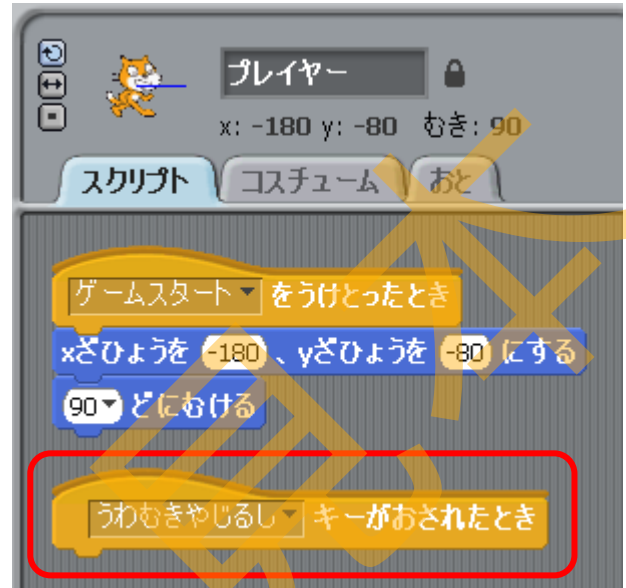 プレイヤー
x: -180 y: -80 むき: 90
スクリプト コスチューム おと
ゲームスタート をうけとったとき
xざひょうを -180 、yざひょうを -80 にする
90 どにむける
うわむきやじるし キーがおされたとき